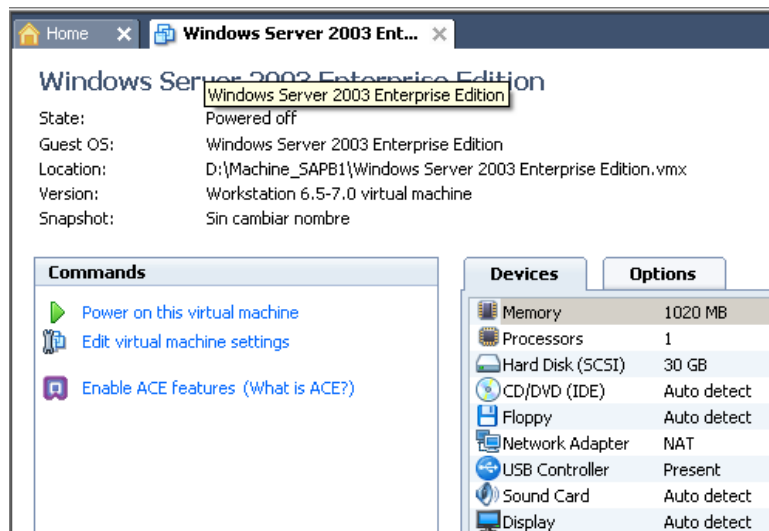 Home
Windows Server 2003 Ent...
Windows Server 2003 Enterprise Edition
Windows Server 2003 Enterprise Edition
State: Powered off
Guest OS: Windows Server 2003 Enterprise Edition
Location: D:\Machine_SAPB1\Windows Server 2003 Enterprise Edition.vmx
Version: Workstation 6.5-7.0 virtual machine
Snapshot: Sin cambiar nombre
Commands
Power on this virtual machine
Edit virtual machine settings
Enable ACE features (What is ACE?)
Devices Options
Memory 1020 MB
Processors 1
Hard Disk (SCSI) 30 GB
CD/DVD (IDE) Auto detect
Floppy Auto detect
Network Adapter NAT
USB Controller Present
Sound Card Auto detect
Display Auto detect